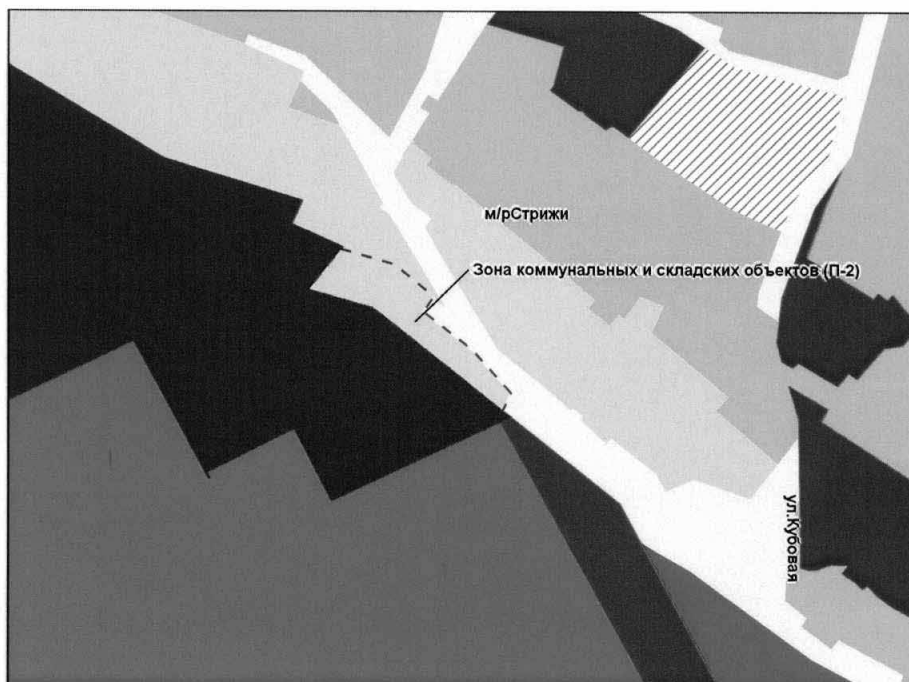 м/рСтрижи
Зона коммунальных и складских объектов (П-2)
ул.Кубовая